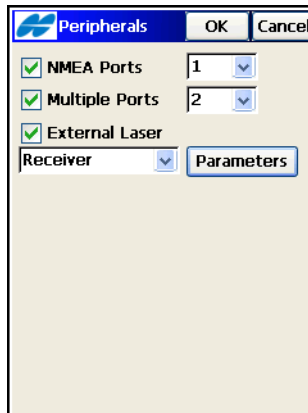 Peripherals OK Cancel
NMEA Ports 1
Multiple Ports 2
External Laser
Receiver Parameters